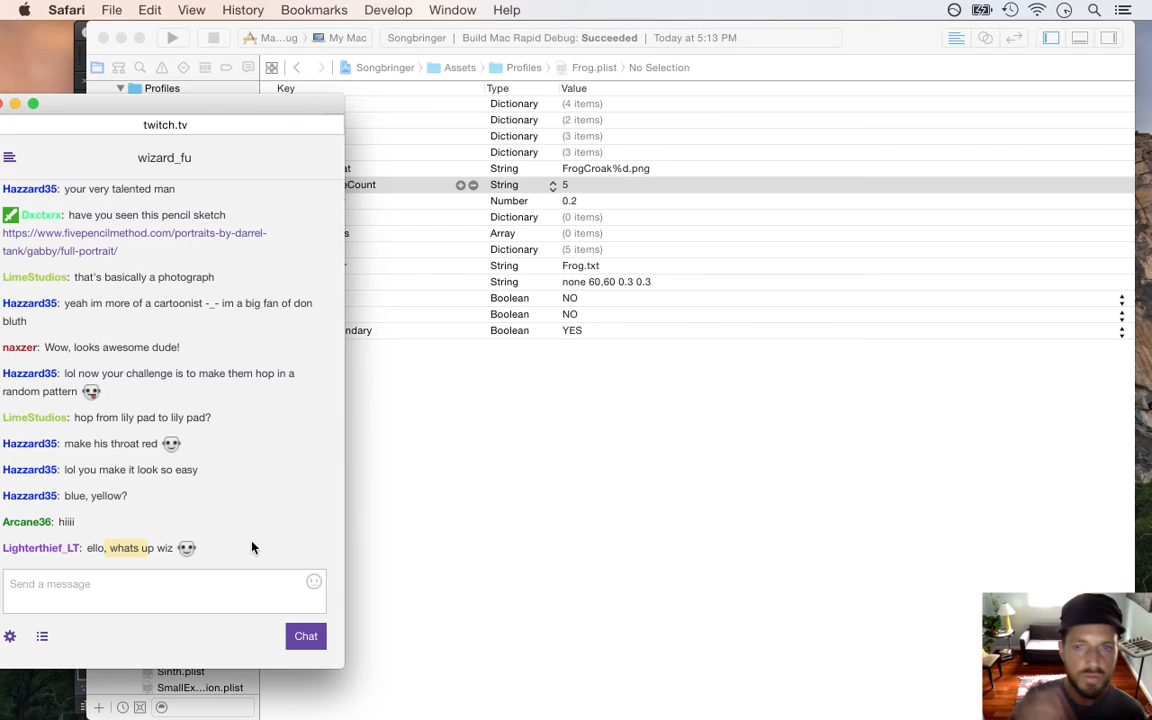 Safari File Edit View History Bookmarks Develop Window Help
Ma...ug My Mac Songbringer | Build Mac Rapid Debug: Succeeded | Today at 5:13 PM
Songbringer Assets Profiles Frog.plist No Selection
Profiles Key Type Value
Dictionary (4 items)
Dictionary (2 items)
Dictionary (3 items)
Dictionary (3 items)
at String FrogCroak%d.png
eCount String 5
Number 0.2
Dictionary (0 items)
s Array (0 items)
Dictionary (5 items)
String Frog.txt
String none 60,60 0.3 0.3
Boolean NO
Boolean NO
ndary Boolean YES
twitch.tv
wizard_fu
Hazzard35: your very talented man
Dxctxrx: have you seen this pencil sketch
https://www.fivepencilmethod.com/portraits-by-darrel-
tank/gabby/full-portrait/
LimeStudios: that's basically a photograph
Hazzard35: yeah im more of a cartoonist -_- im a big fan of don
bluth
naxzer: Wow, looks awesome dude!
Hazzard35: lol now your challenge is to make them hop in a
random pattern
LimeStudios: hop from lily pad to lily pad?
Hazzard35: make his throat red
Hazzard35: lol you make it look so easy
Hazzard35: blue, yellow?
Arcane36: hiiii
Lighterthief_LT: ello, whats up wiz
Send a message
Chat
Sinth.plist
SmallEx...ion.plist